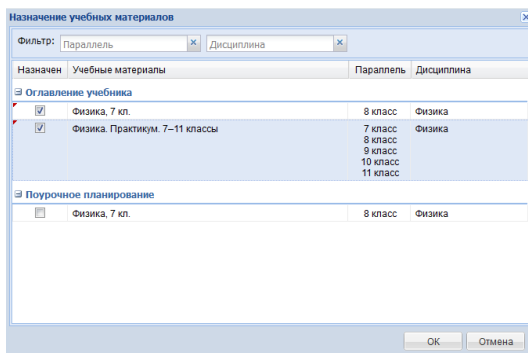 Назначение учебных материалов
Фильтр: Параллель Дисциплина
Назначен Учебные материалы Параллель Дисциплина
Оглавление учебника
Физика, 7 кл. 8 класс Физика
Физика. Практикум. 7–11 классы 7 класс Физика
8 класс
9 класс
10 класс
11 класс
Поурочное планирование
Физика, 7 кл. 8 класс Физика
ОК Отмена